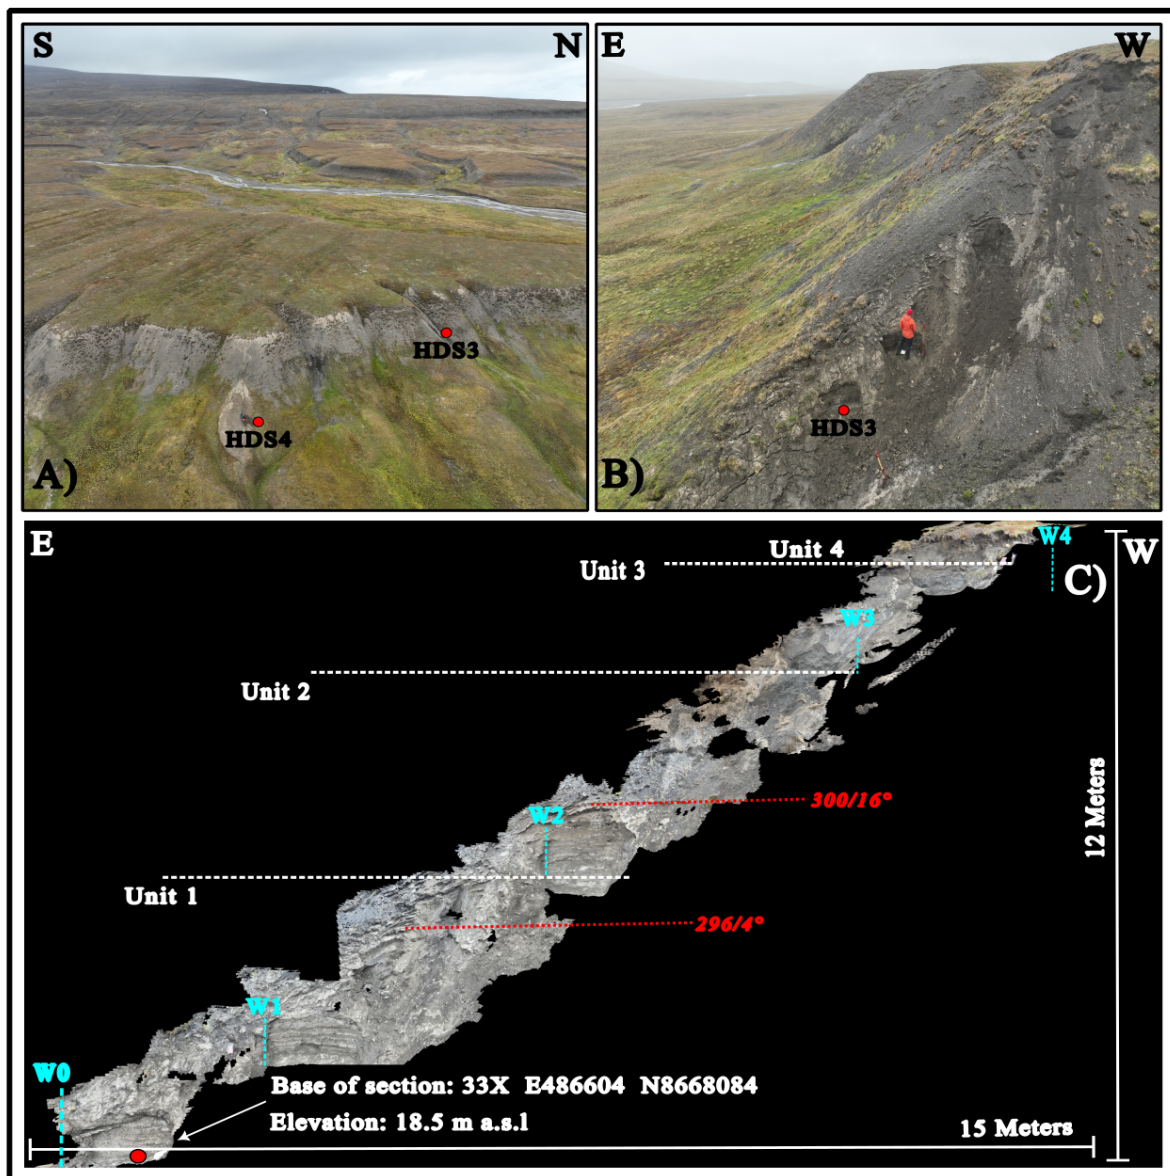 S N
HDS3
HDS4
A)
E W
HDS3
B)
E W4 W
Unit 4
C)
Unit 3
W3
Unit 2
300/16°
W2
12 Meters
Unit 1
296/4°
W1
W0
Base of section: 33X E486604 N8668084
Elevation: 18.5 m a.s.l
15 Meters